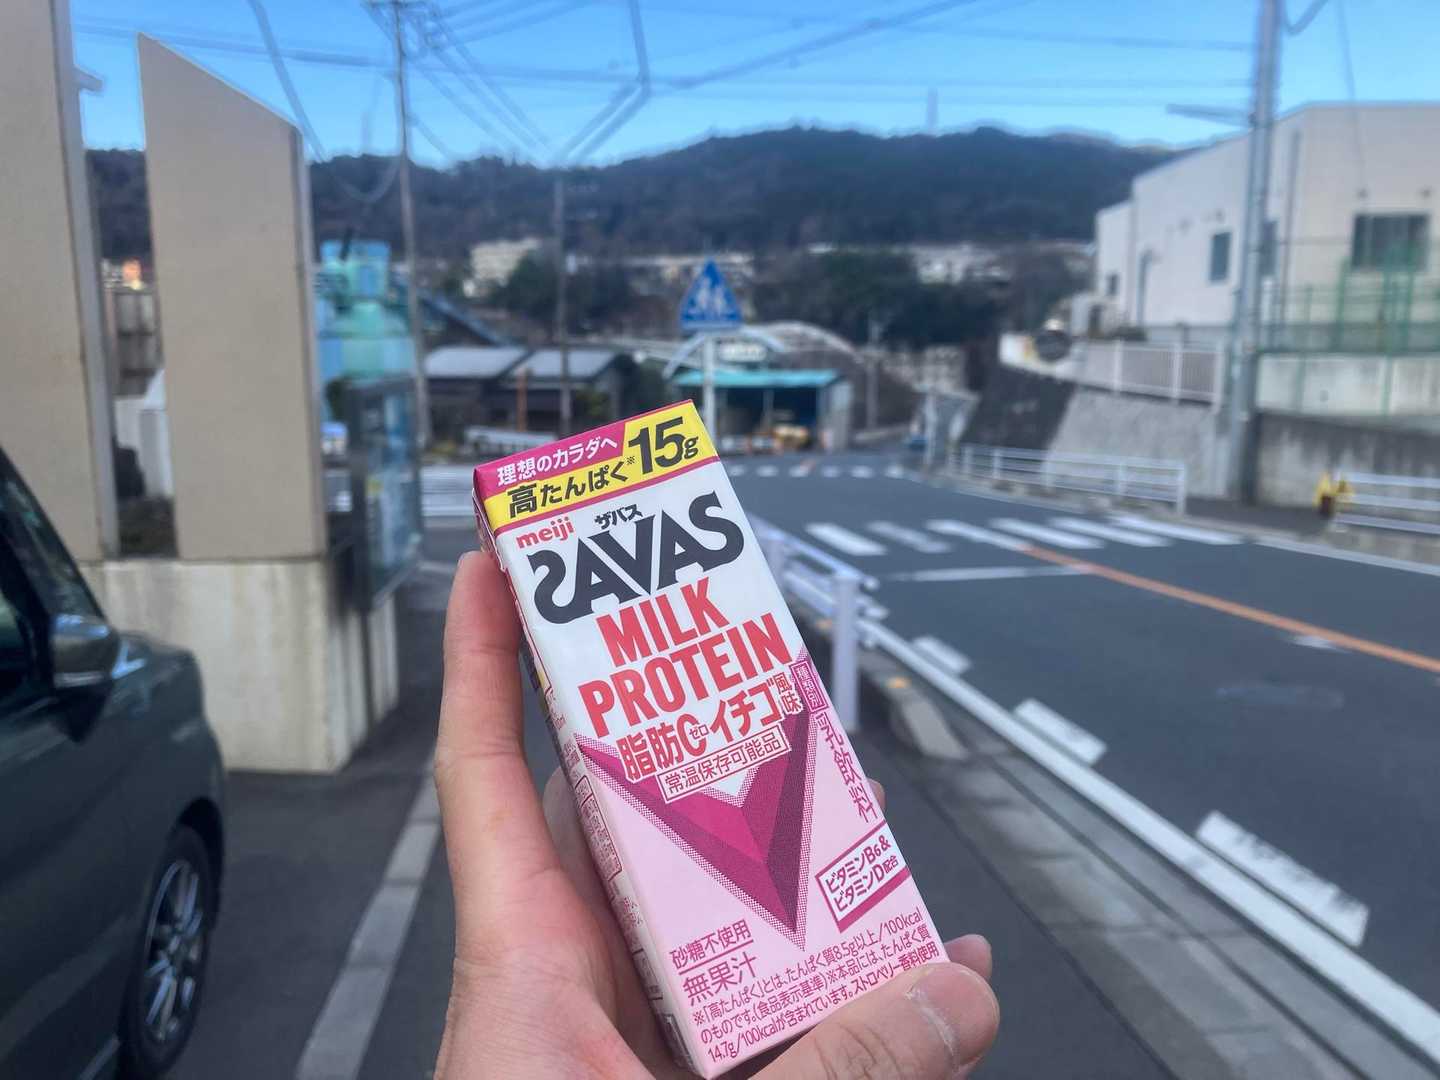 理想のカラダへ
高たんぱく※15g
meiji ザバス
SAVAS
MILK
PROTEIN
脂肪0ゼロ イチゴ風味
常温保存可能品
種類別 乳飲料
ビタミンB6&
ビタミンD配合
砂糖不使用
無果汁
※「高たんぱく」とは、たんぱく質8.5g以上/100kcal
のものです。(食品表示基準)※本品には、たんぱく質
14.7g/100kcalが含まれています。ストロベリー香料使用